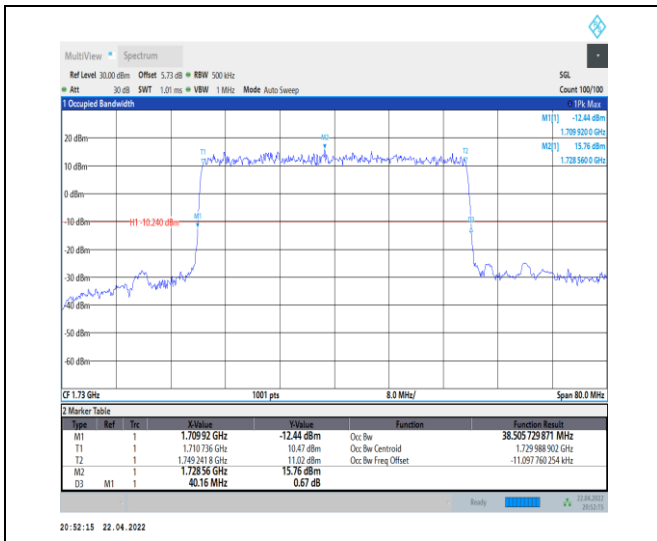 MultiView Spectrum
Ref Level 30.00 dBm Offset 5.73 dB RBW 500 kHz SGL
Att 30 dB SWT 1.01 ms VBW 1 MHz Mode Auto Sweep Count 100/100
1 Occupied Bandwidth 1Pk Max
M1[1] -12.44 dBm
1.709 920 0 GHz
M2[1] 15.76 dBm
1.728 560 0 GHz
20 dBm
T1
M2
T2
10 dBm
0 dBm
-10 dBm
H1 -10.240 dBm
M1
-20 dBm
-30 dBm
-40 dBm
-50 dBm
-60 dBm
CF 1.73 GHz 1001 pts 8.0 MHz/ Span 80.0 MHz
2 Marker Table
Type Ref Trc X-Value Y-Value Function Function Result
M1 1 1.709 92 GHz -12.44 dBm Occ Bw 38.505 729 871 MHz
T1 1 1.710 736 GHz 10.47 dBm Occ Bw Centroid 1.729 988 902 GHz
T2 1 1.749 241 8 GHz 11.02 dBm Occ Bw Freq Offset -11.097 760 254 kHz
M2 1 1.728 56 GHz 15.76 dBm
D3 M1 1 40.16 MHz 0.67 dB
Ready 22.04.2022
20:52:15
20:52:15 22.04.2022